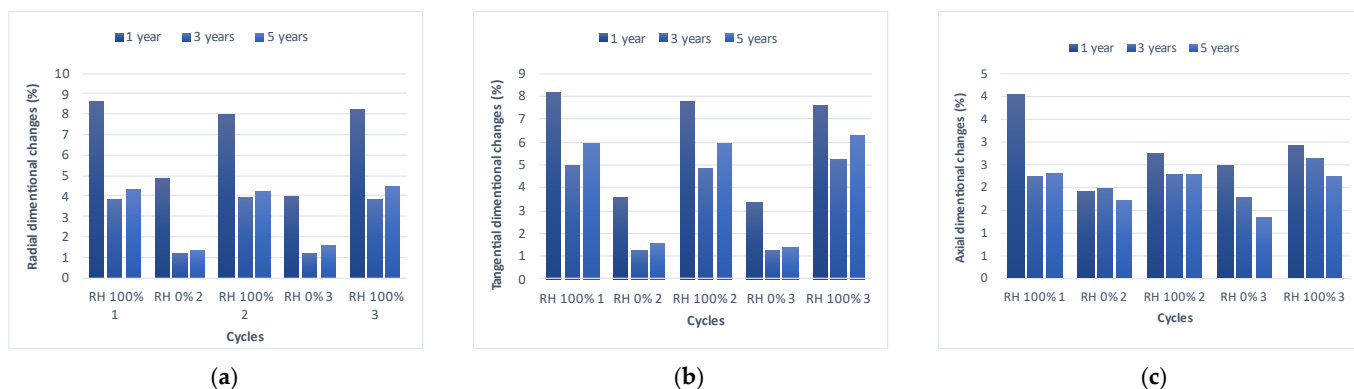 1 year 3 years 5 years
Radial dimentional changes (%)
10
9
8
7
6
5
4
3
2
1
0
RH 100% 1 RH 0% 2 RH 100% 2 RH 0% 3 RH 100% 3
Cycles
(a)
1 year 3 years 5 years
Tangential dimentional changes (%)
9
8
7
6
5
4
3
2
1
0
RH 100% 1 RH 0% 2 RH 100% 2 RH 0% 3 RH 100% 3
Cycles
(b)
1 year 3 years 5 years
Axial dimentional changes (%)
5
4
4
3
3
2
2
1
1
0
RH 100% 1 RH 0% 2 RH 100% 2 RH 0% 3 RH 100% 3
Cycles
(c)